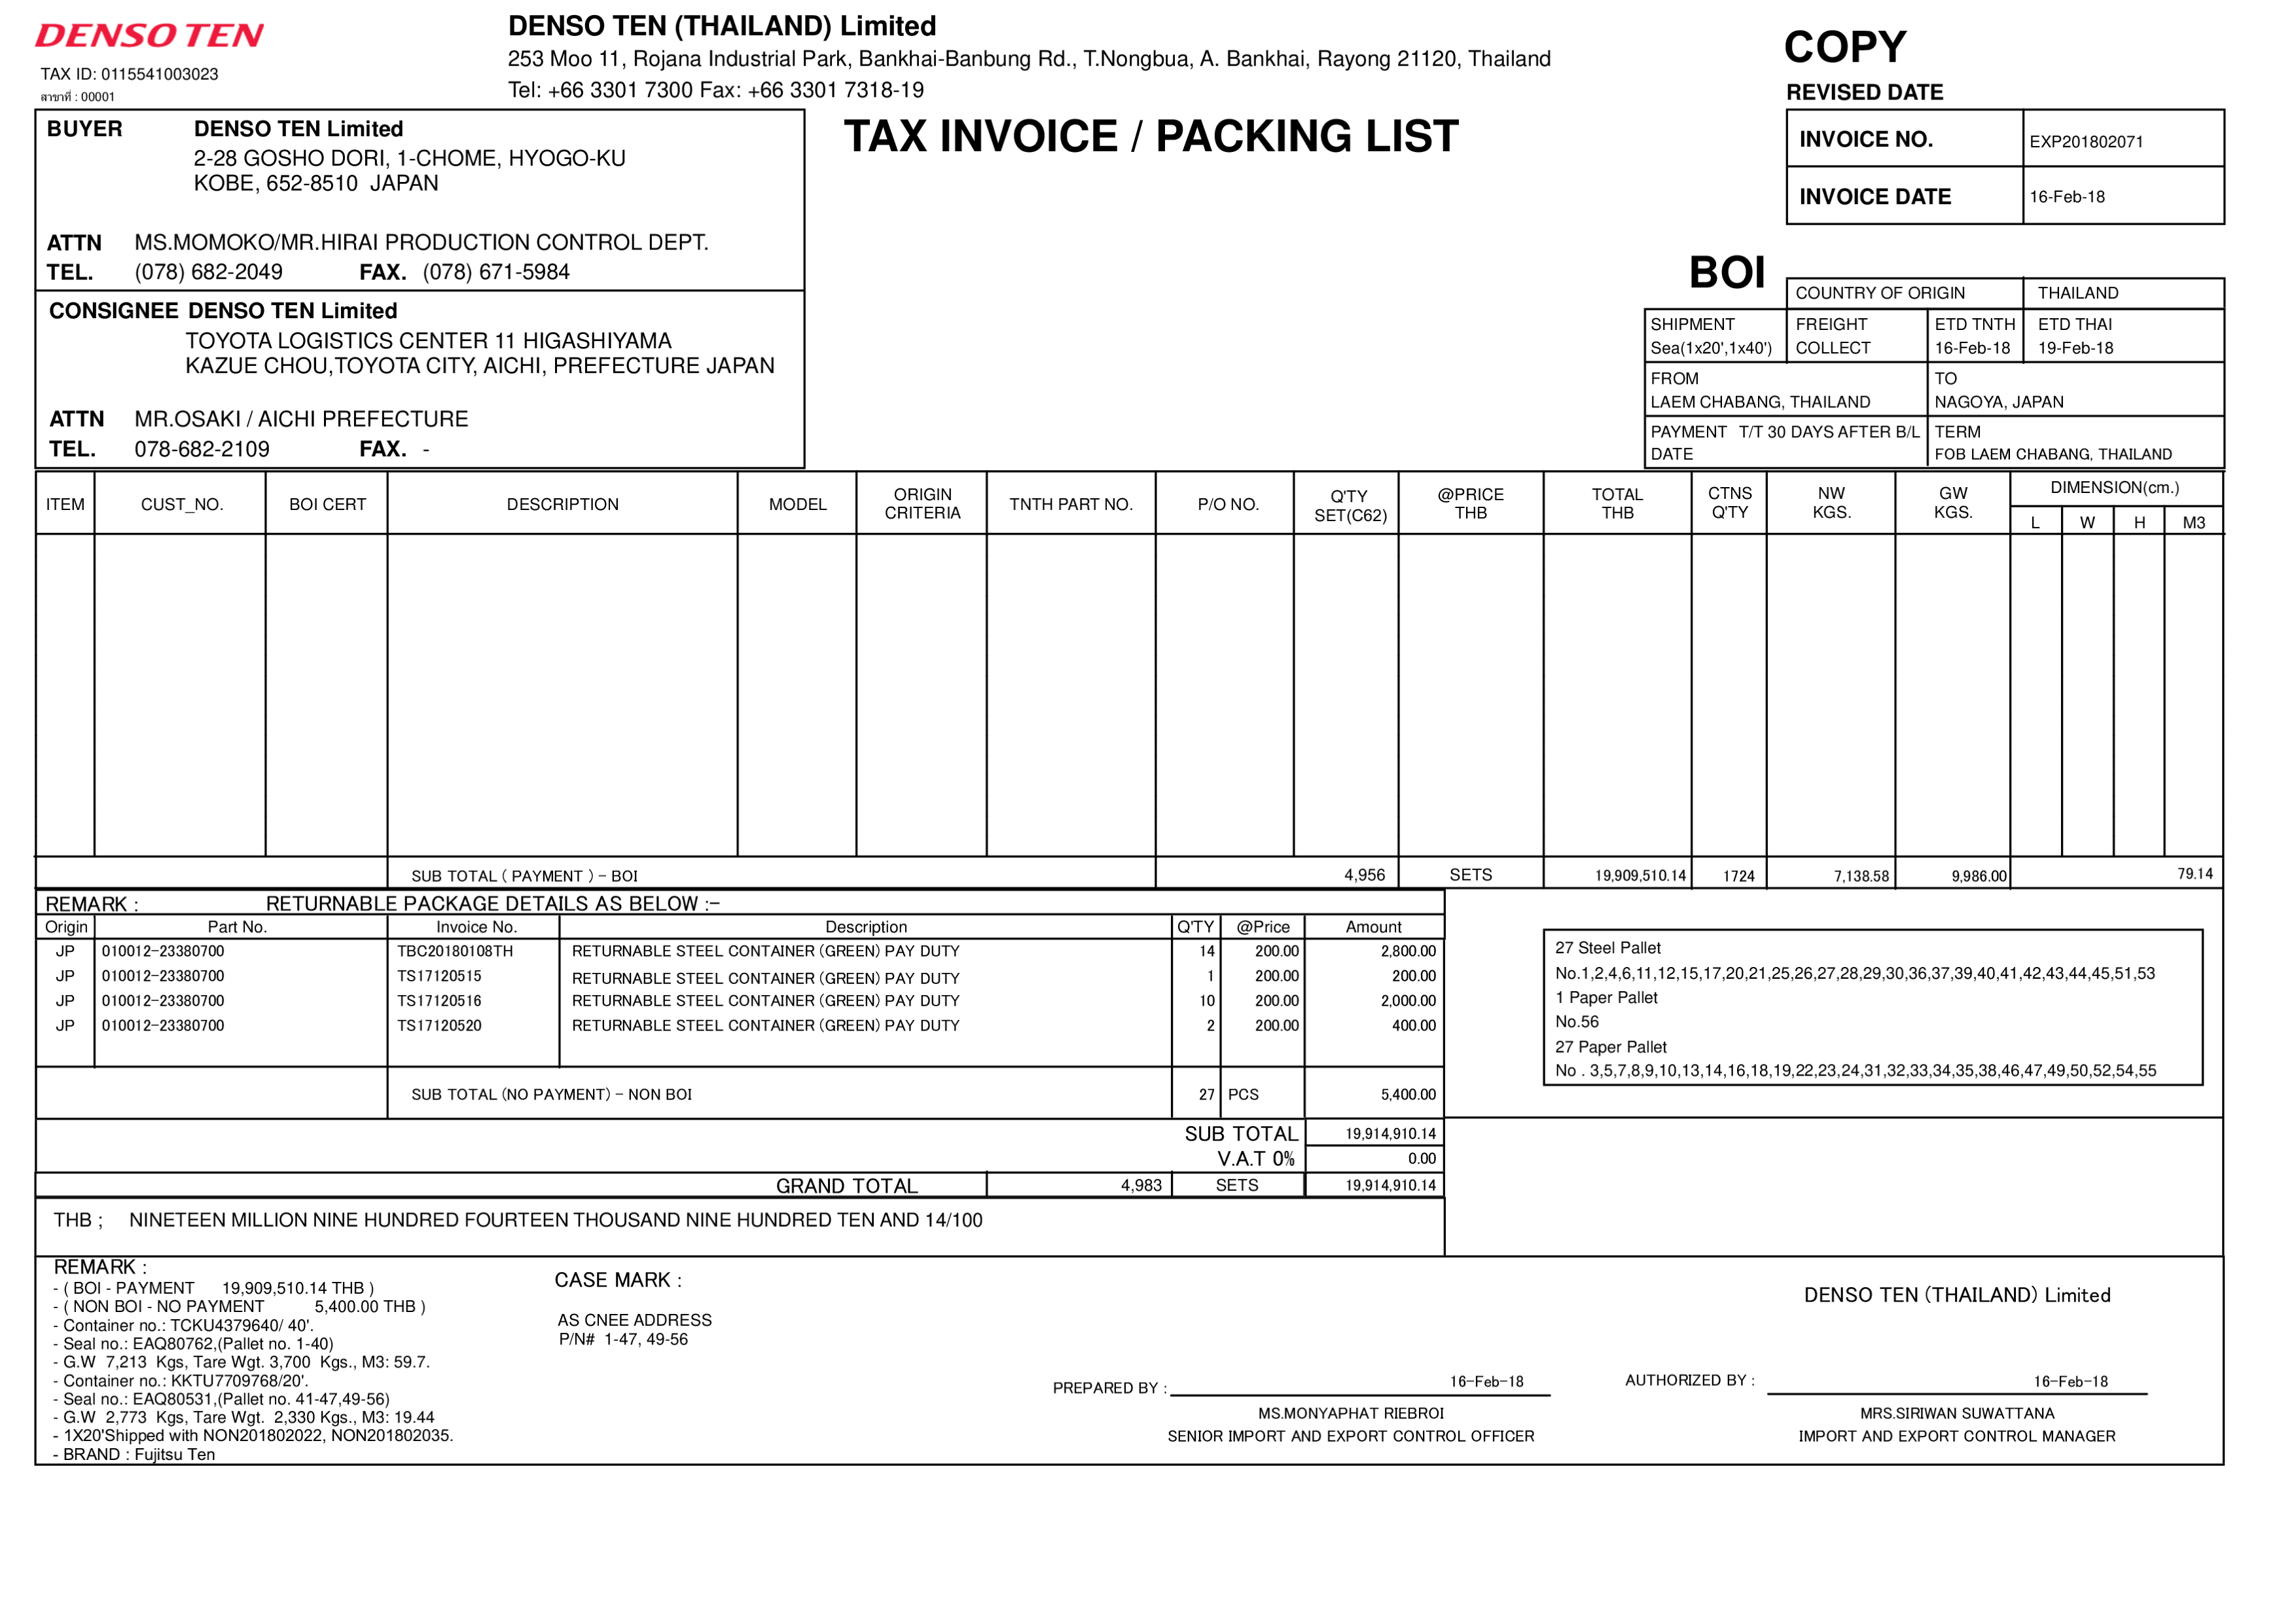 DENSO TEN
TAX ID: 0115541003023
สาขาที่ : 00001
DENSO TEN (THAILAND) Limited
253 Moo 11, Rojana Industrial Park, Bankhai-Banbung Rd., T.Nongbua, A. Bankhai, Rayong 21120, Thailand
Tel: +66 3301 7300 Fax: +66 3301 7318-19
COPY
REVISED DATE
TAX INVOICE / PACKING LIST
INVOICE NO. EXP201802071
INVOICE DATE 16-Feb-18
BUYER DENSO TEN Limited
2-28 GOSHO DORI, 1-CHOME, HYOGO-KU
KOBE, 652-8510 JAPAN
ATTN MS.MOMOKO/MR.HIRAI PRODUCTION CONTROL DEPT.
TEL. (078) 682-2049 FAX. (078) 671-5984
CONSIGNEE DENSO TEN Limited
TOYOTA LOGISTICS CENTER 11 HIGASHIYAMA
KAZUE CHOU,TOYOTA CITY, AICHI, PREFECTURE JAPAN
ATTN MR.OSAKI / AICHI PREFECTURE
TEL. 078-682-2109 FAX. -
BOI
COUNTRY OF ORIGIN THAILAND
SHIPMENT FREIGHT ETD TNTH ETD THAI
Sea(1x20',1x40') COLLECT 16-Feb-18 19-Feb-18
FROM TO
LAEM CHABANG, THAILAND NAGOYA, JAPAN
PAYMENT T/T 30 DAYS AFTER B/L TERM
DATE FOB LAEM CHABANG, THAILAND
ITEM CUST_NO. BOI CERT DESCRIPTION MODEL ORIGIN CRITERIA TNTH PART NO. P/O NO. Q'TY SET(C62) @PRICE THB TOTAL THB CTNS Q'TY NW KGS. GW KGS. DIMENSION(cm.)
L W H M3
SUB TOTAL ( PAYMENT ) - BOI 4,956 SETS 19,909,510.14 1724 7,138.58 9,986.00 79.14
REMARK : RETURNABLE PACKAGE DETAILS AS BELOW :-
Origin Part No. Invoice No. Description Q'TY @Price Amount
JP 010012-23380700 TBC20180108TH RETURNABLE STEEL CONTAINER (GREEN) PAY DUTY 14 200.00 2,800.00
JP 010012-23380700 TS17120515 RETURNABLE STEEL CONTAINER (GREEN) PAY DUTY 1 200.00 200.00
JP 010012-23380700 TS17120516 RETURNABLE STEEL CONTAINER (GREEN) PAY DUTY 10 200.00 2,000.00
JP 010012-23380700 TS17120520 RETURNABLE STEEL CONTAINER (GREEN) PAY DUTY 2 200.00 400.00
SUB TOTAL (NO PAYMENT) - NON BOI 27 PCS 5,400.00
27 Steel Pallet
No.1,2,4,6,11,12,15,17,20,21,25,26,27,28,29,30,36,37,39,40,41,42,43,44,45,51,53
1 Paper Pallet
No.56
27 Paper Pallet
No . 3,5,7,8,9,10,13,14,16,18,19,22,23,24,31,32,33,34,35,38,46,47,49,50,52,54,55
SUB TOTAL 19,914,910.14
V.A.T 0% 0.00
GRAND TOTAL 4,983 SETS 19,914,910.14
THB ; NINETEEN MILLION NINE HUNDRED FOURTEEN THOUSAND NINE HUNDRED TEN AND 14/100
REMARK :
- ( BOI - PAYMENT 19,909,510.14 THB )
- ( NON BOI - NO PAYMENT 5,400.00 THB )
- Container no.: TCKU4379640/ 40'.
- Seal no.: EAQ80762,(Pallet no. 1-40)
- G.W 7,213 Kgs, Tare Wgt. 3,700 Kgs., M3: 59.7.
- Container no.: KKTU7709768/20'.
- Seal no.: EAQ80531,(Pallet no. 41-47,49-56)
- G.W 2,773 Kgs, Tare Wgt. 2,330 Kgs., M3: 19.44
- 1X20'Shipped with NON201802022, NON201802035.
- BRAND : Fujitsu Ten
CASE MARK :
AS CNEE ADDRESS
P/N# 1-47, 49-56
DENSO TEN (THAILAND) Limited
PREPARED BY : 16-Feb-18
MS.MONYAPHAT RIEBROI
SENIOR IMPORT AND EXPORT CONTROL OFFICER
AUTHORIZED BY : 16-Feb-18
MRS.SIRIWAN SUWATTANA
IMPORT AND EXPORT CONTROL MANAGER